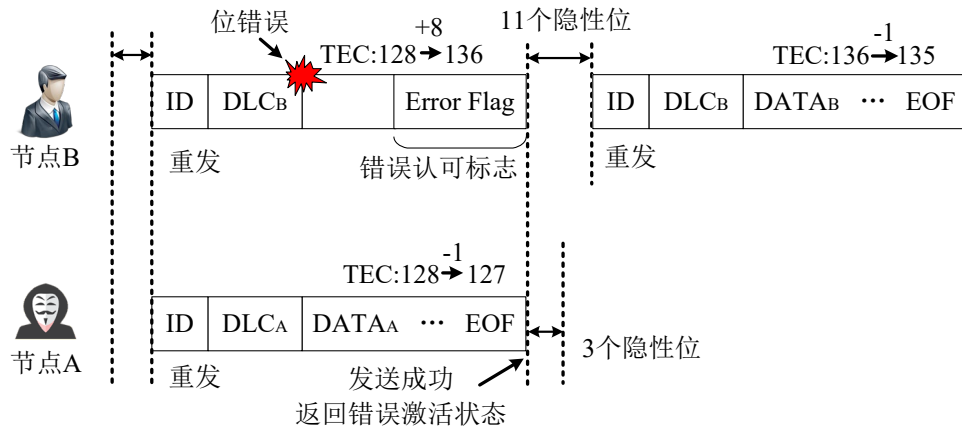 位错误
+8
11个隐性位
-1
TEC:128→136
TEC:136→135
ID DLCB Error Flag
ID DLCB DATAB ··· EOF
节点B
重发
错误认可标志
重发
-1
TEC:128→127
ID DLCA DATAA ··· EOF
3个隐性位
节点A
重发
发送成功
返回错误激活状态